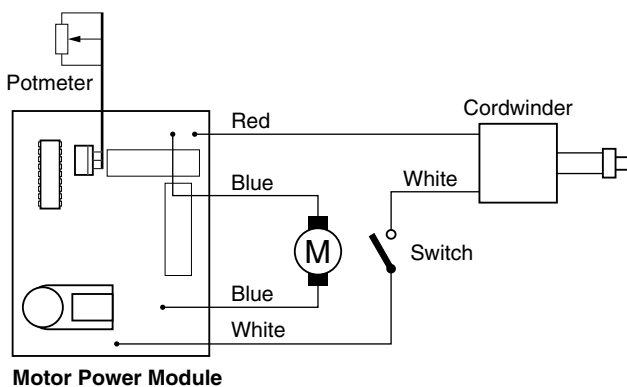 Potmeter
Cordwinder
Red
Blue
White
M
Switch
Blue
White
Motor Power Module